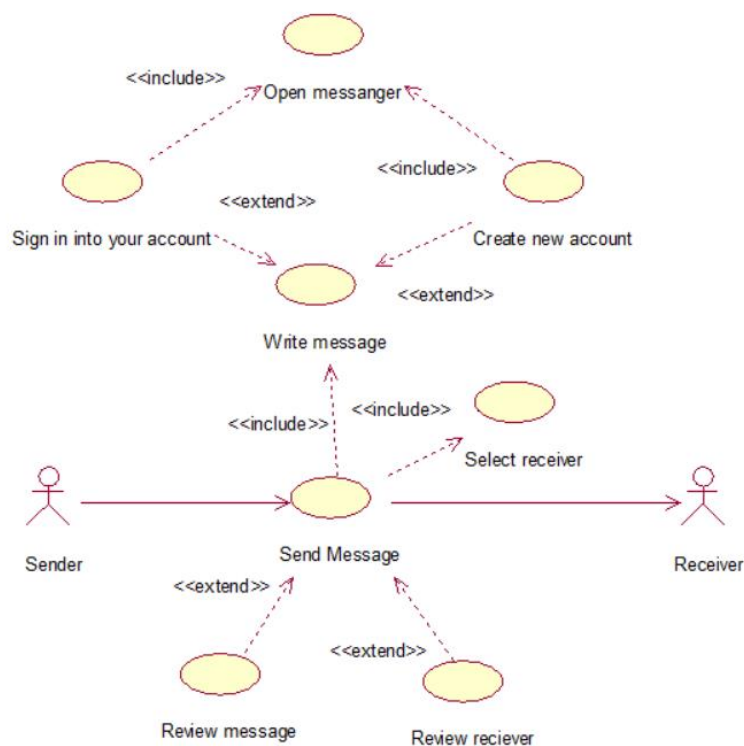 <<include>>
Open messanger
<<include>>
<<extend>>
Sign in into your account
Create new account
<<extend>>
Write message
<<include>>
<<include>>
Select receiver
Sender
Send Message
Receiver
<<extend>>
<<extend>>
Review message
Review reciever